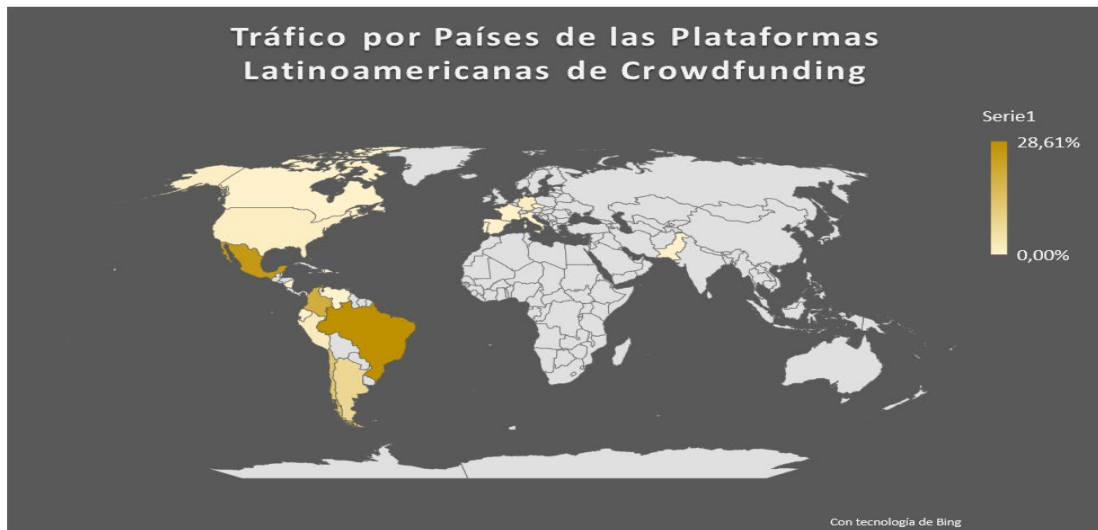 Tráfico por Países de las Plataformas
Latinoamericanas de Crowdfunding
Serie1
28,61%
0,00%
Con tecnología de Bing